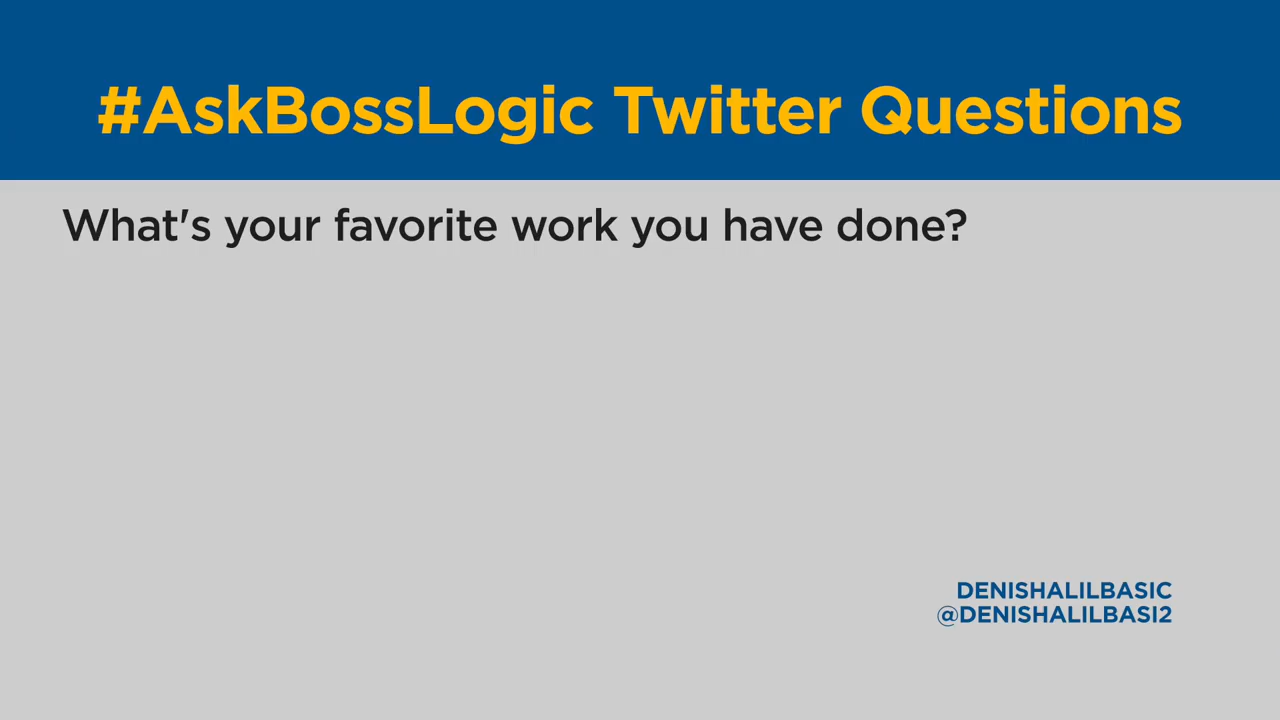 #AskBossLogic Twitter Questions
What's your favorite work you have done?
DENISHALILBASIC
@DENISHALILBASI2